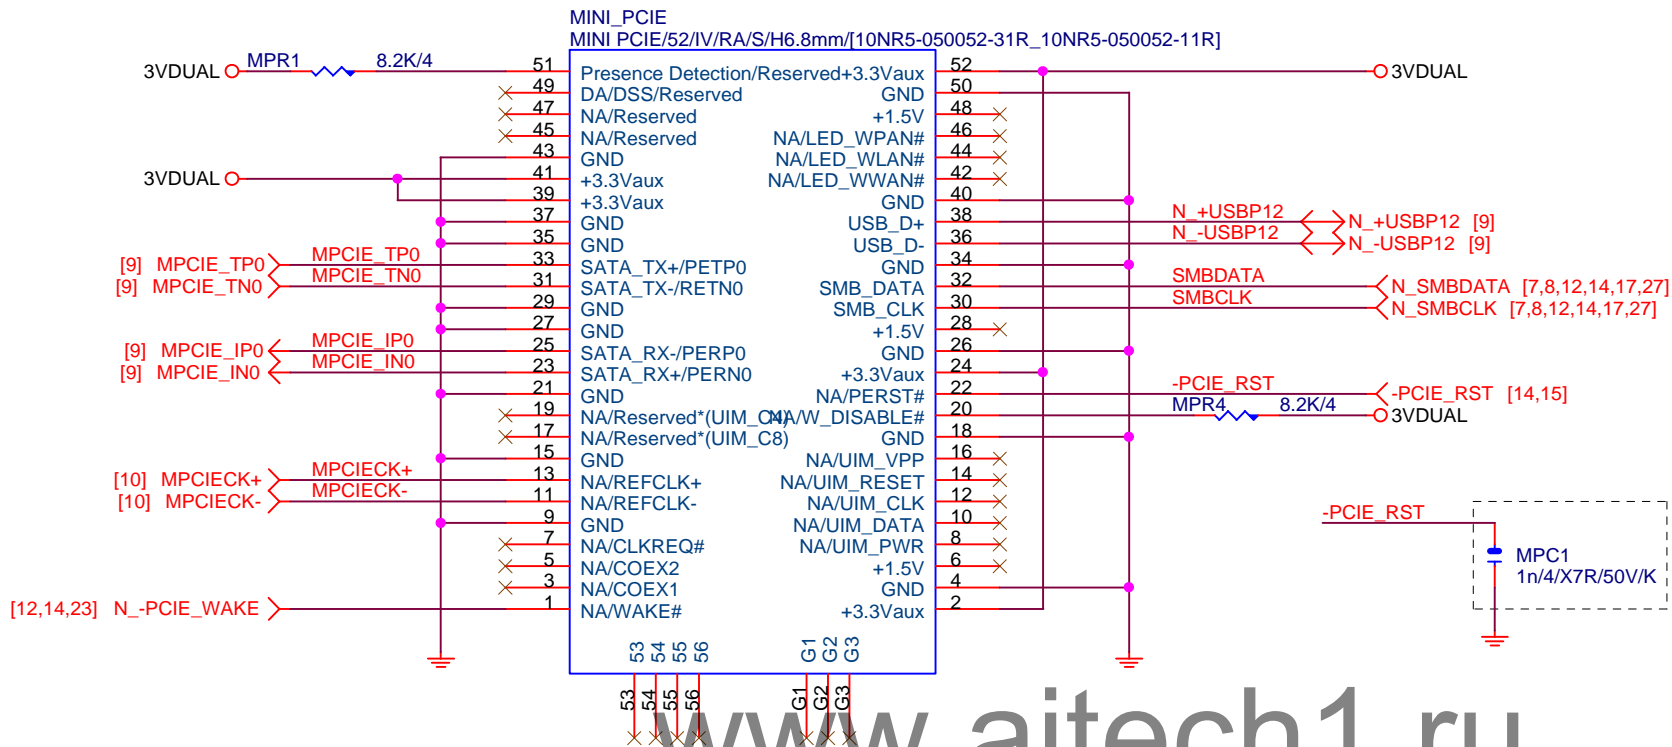 MINI_PCIE
MINI PCIE/52/IV/RA/S/H6.8mm/[10NR5-050052-31R_10NR5-050052-11R]
3VDUAL MPR1 8.2K/4 51 Presence Detection/Reserved +3.3Vaux 52 3VDUAL
49 DA/DSS/Reserved GND 50
47 NA/Reserved +1.5V 48
45 NA/Reserved NA/LED_WPAN# 46
43 GND NA/LED_WLAN# 44
3VDUAL 41 +3.3Vaux NA/LED_WWAN# 42
39 +3.3Vaux GND 40
37 GND USB_D+ 38 N_+USBP12 N_+USBP12 [9]
35 GND USB_D- 36 N_-USBP12 N_-USBP12 [9]
[9] MPCIE_TP0 MPCIE_TP0 33 SATA_TX+/PETP0 GND 34
[9] MPCIE_TN0 MPCIE_TN0 31 SATA_TX-/RETN0 SMB_DATA 32 SMBDATA N_SMBDATA [7,8,12,14,17,27]
29 GND SMB_CLK 30 SMBCLK N_SMBCLK [7,8,12,14,17,27]
27 GND +1.5V 28
[9] MPCIE_IP0 MPCIE_IP0 25 SATA_RX-/PERP0 GND 26
[9] MPCIE_IN0 MPCIE_IN0 23 SATA_RX+/PERN0 +3.3Vaux 24
21 GND NA/PERST# 22 -PCIE_RST -PCIE_RST [14,15]
19 NA/Reserved*(UIM_C4) NA/W_DISABLE# 20 MPR4 8.2K/4 3VDUAL
17 NA/Reserved*(UIM_C8) GND 18
15 GND NA/UIM_VPP 16
[10] MPCIECK+ MPCIECK+ 13 NA/REFCLK+ NA/UIM_RESET 14
[10] MPCIECK- MPCIECK- 11 NA/REFCLK- NA/UIM_CLK 12
9 GND NA/UIM_DATA 10 -PCIE_RST
7 NA/CLKREQ# NA/UIM_PWR 8 MPC1
5 NA/COEX2 +1.5V 6 1n/4/X7R/50V/K
3 NA/COEX1 GND 4
[12,14,23] N_-PCIE_WAKE 1 NA/WAKE# +3.3Vaux 2
53 54 55 56 G1 G2 G3
53 54 55 56 G1 G2 G3
www.aitech1.ru